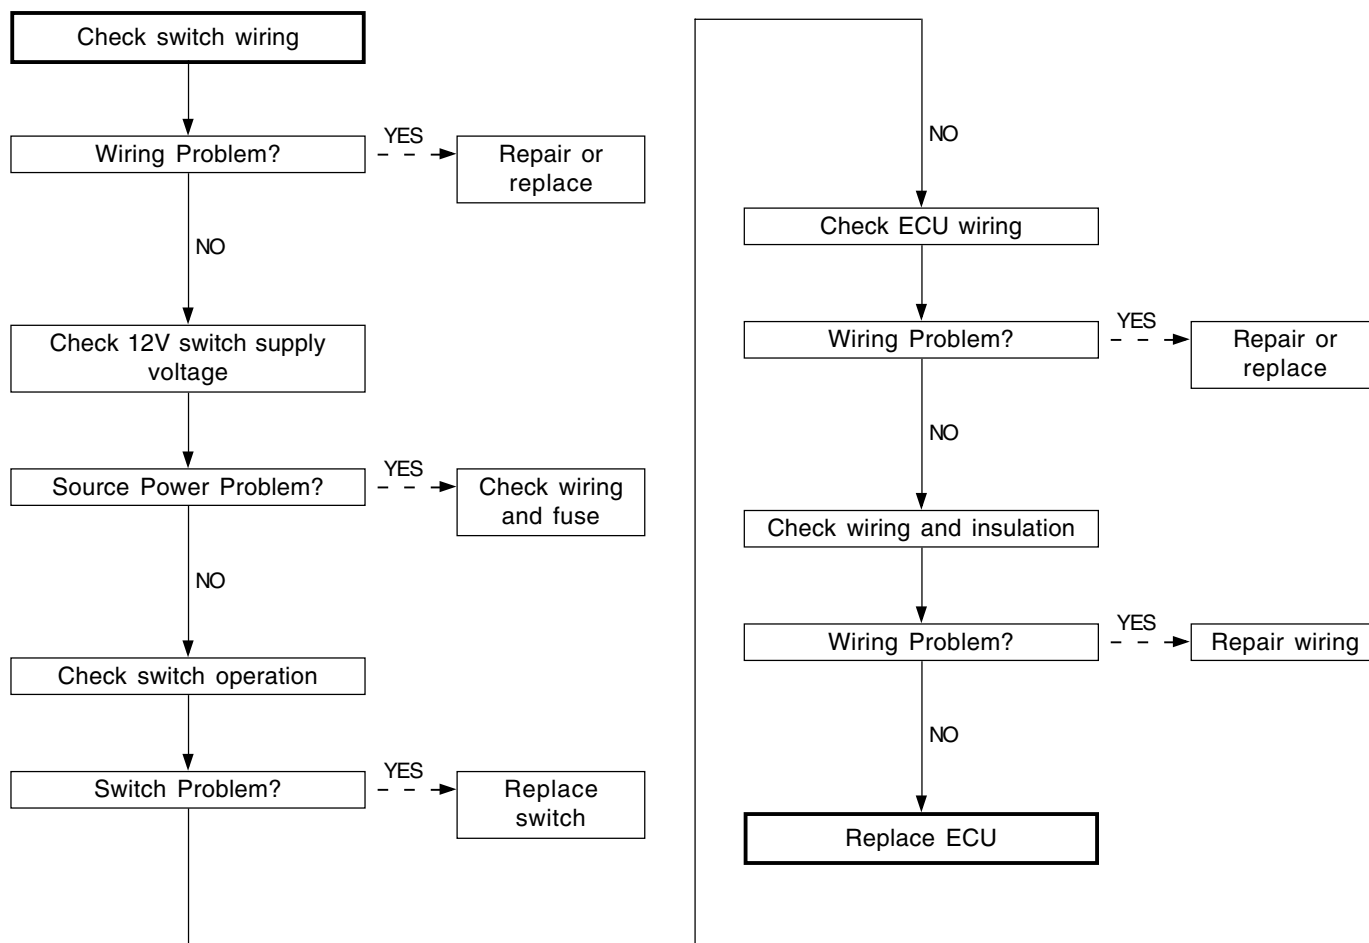 Check switch wiring
Wiring Problem?
YES
Repair or
replace
NO
Check 12V switch supply
voltage
Source Power Problem?
YES
Check wiring
and fuse
NO
Check switch operation
Switch Problem?
YES
Replace
switch
NO
Check ECU wiring
Wiring Problem?
YES
Repair or
replace
NO
Check wiring and insulation
Wiring Problem?
YES
Repair wiring
NO
Replace ECU